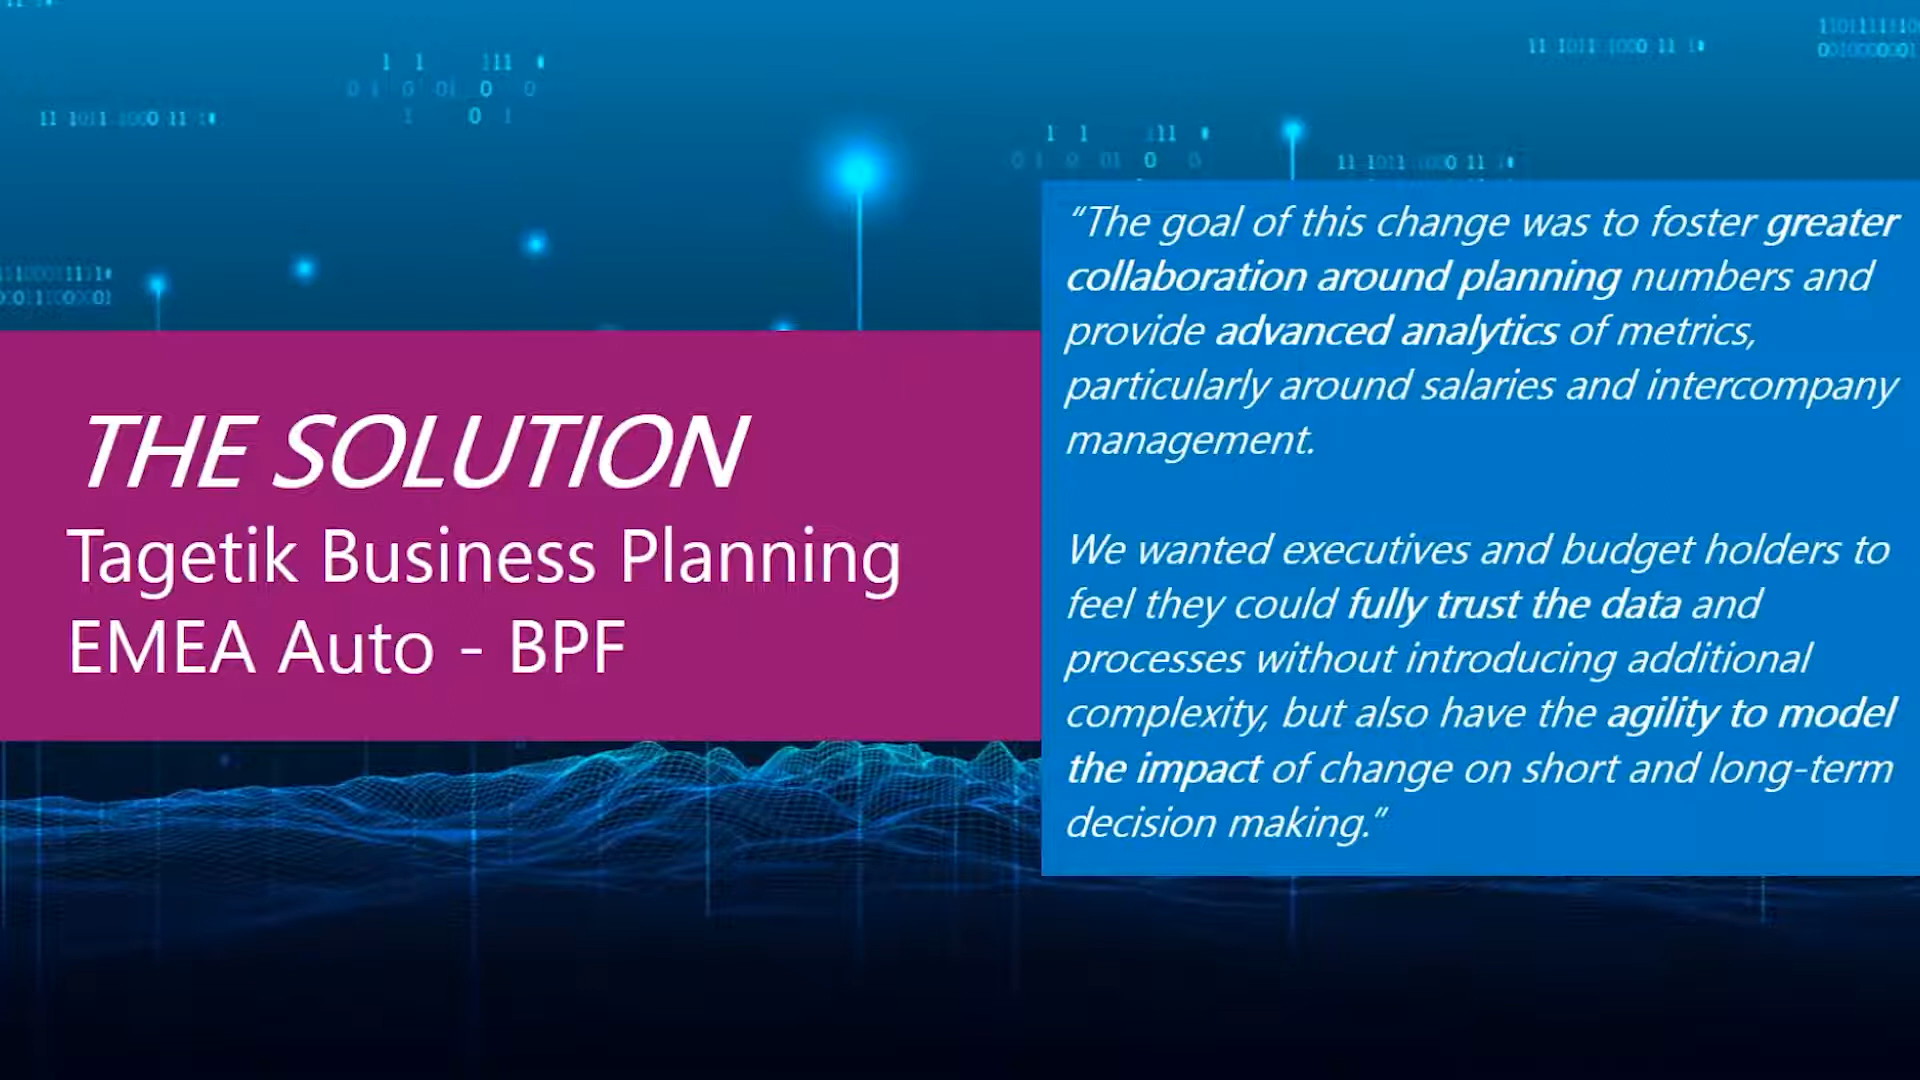 THE SOLUTION
Tagetik Business Planning
EMEA Auto - BPF
“The goal of this change was to foster greater
collaboration around planning numbers and
provide advanced analytics of metrics,
particularly around salaries and intercompany
management.
We wanted executives and budget holders to
feel they could fully trust the data and
processes without introducing additional
complexity, but also have the agility to model
the impact of change on short and long-term
decision making.”